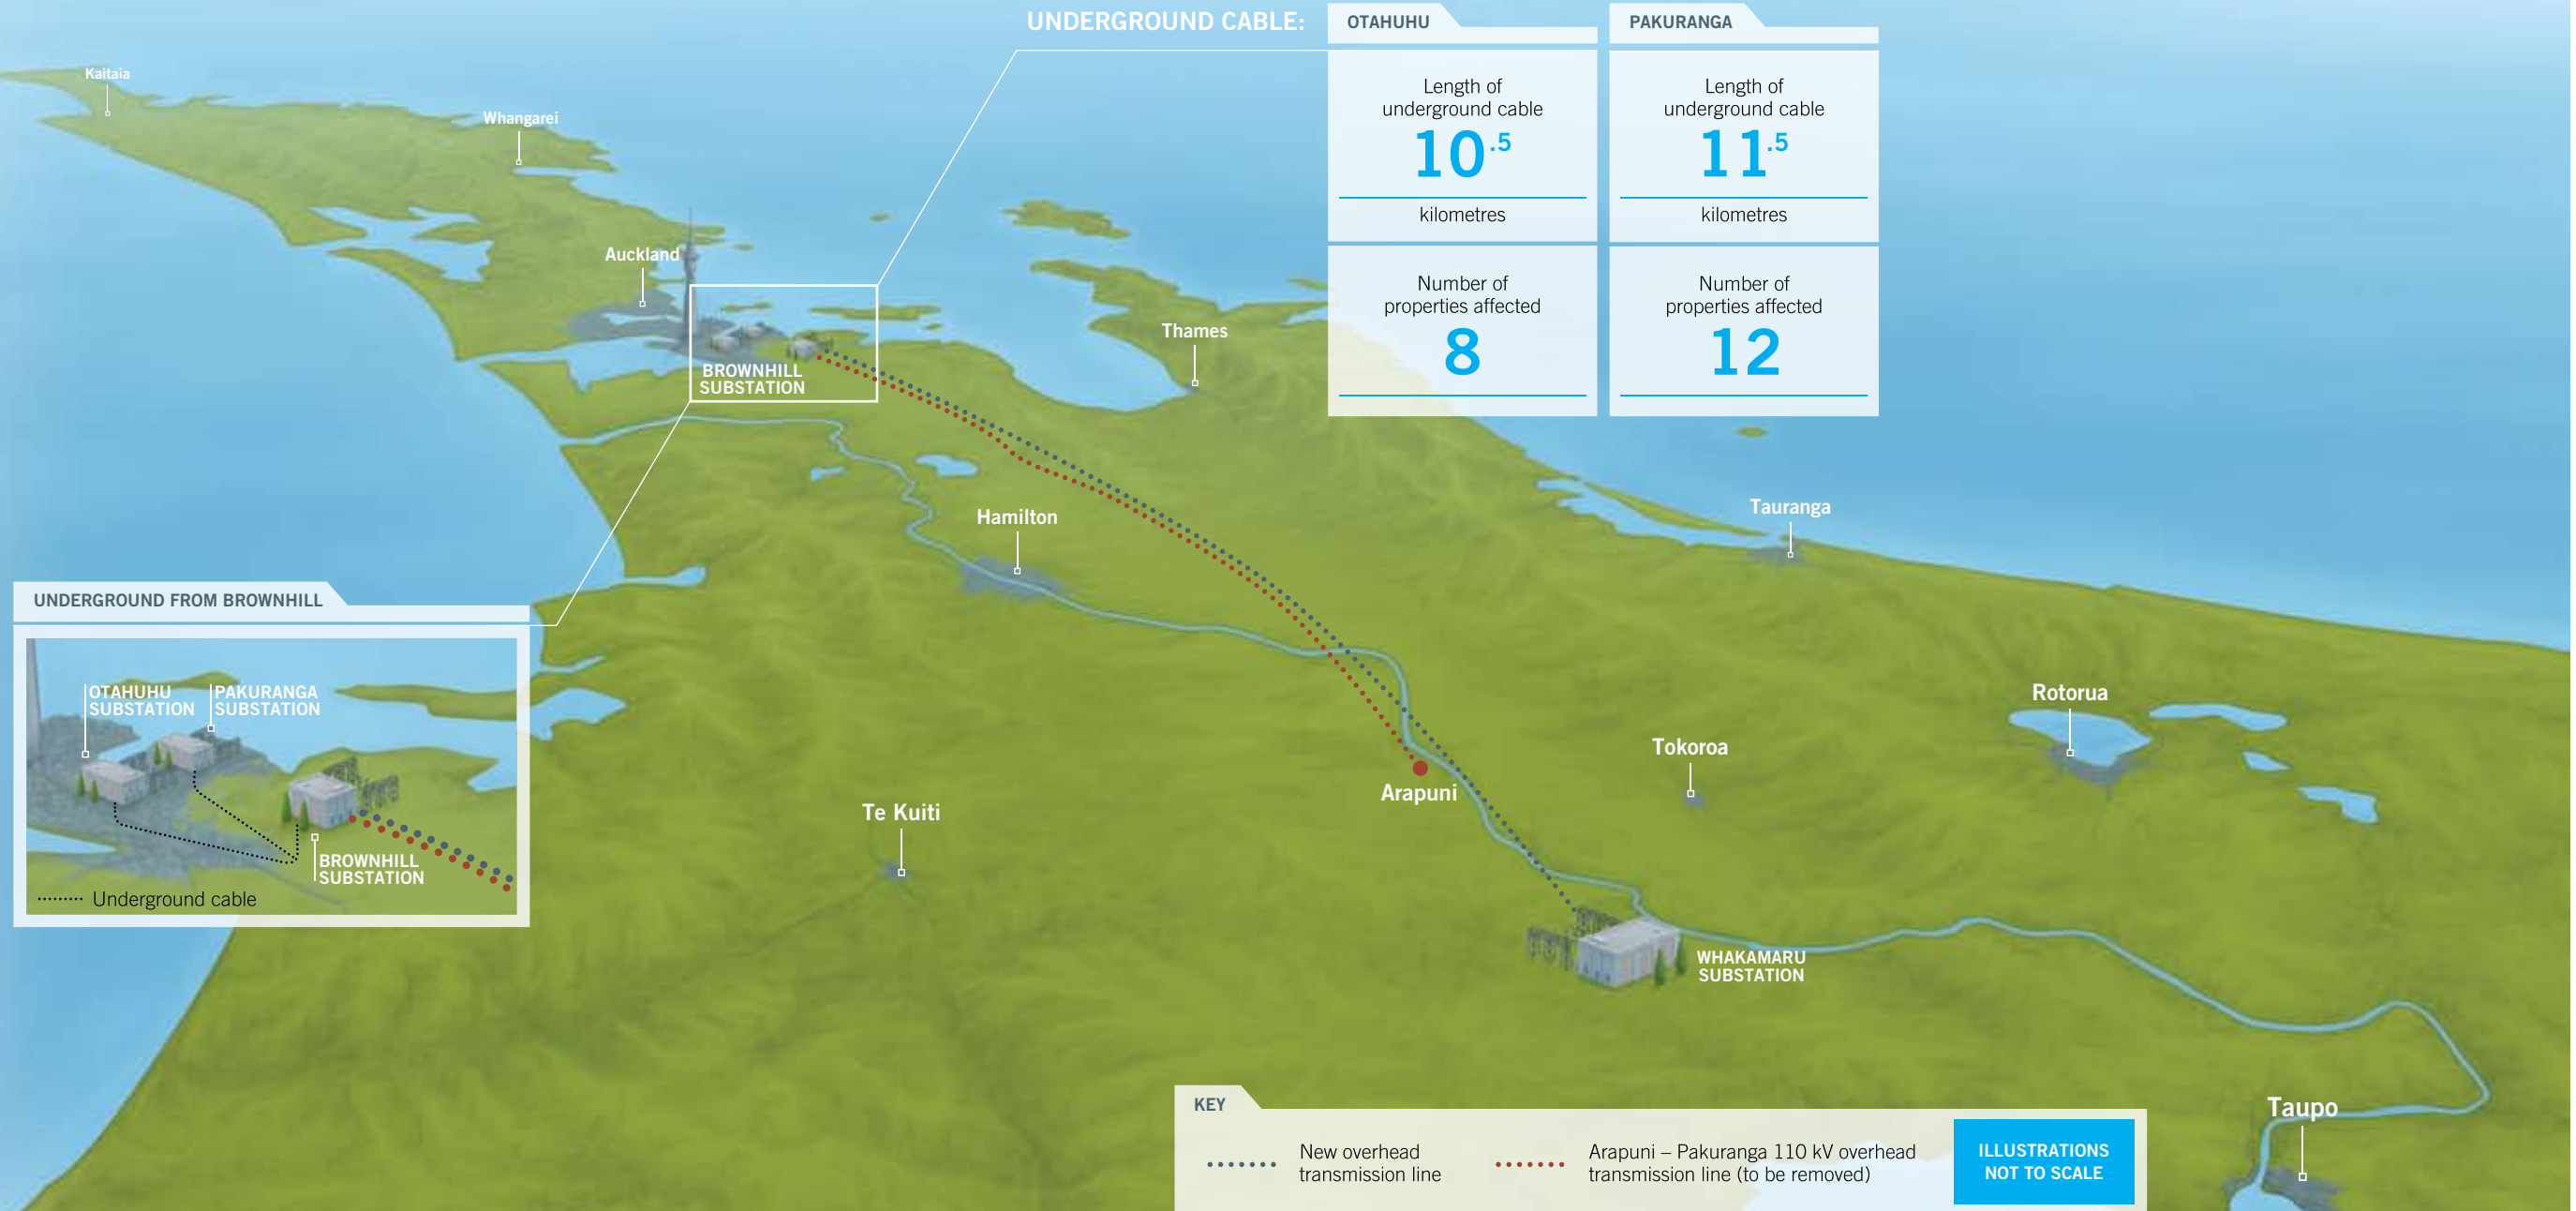 UNDERGROUND CABLE:
OTAHUHU
Length of
underground cable
10.5
kilometres
Number of
properties affected
8
PAKURANGA
Length of
underground cable
11.5
kilometres
Number of
properties affected
12
Kaitaia
Whangarei
Auckland
BROWNHILL
SUBSTATION
Thames
Hamilton
Tauranga
UNDERGROUND FROM BROWNHILL
OTAHUHU
SUBSTATION
PAKURANGA
SUBSTATION
BROWNHILL
SUBSTATION
Underground cable
Rotorua
Tokoroa
Arapuni
Te Kuiti
WHAKAMARU
SUBSTATION
Taupo
KEY
New overhead
transmission line
Arapuni – Pakuranga 110 kV overhead
transmission line (to be removed)
ILLUSTRATIONS
NOT TO SCALE